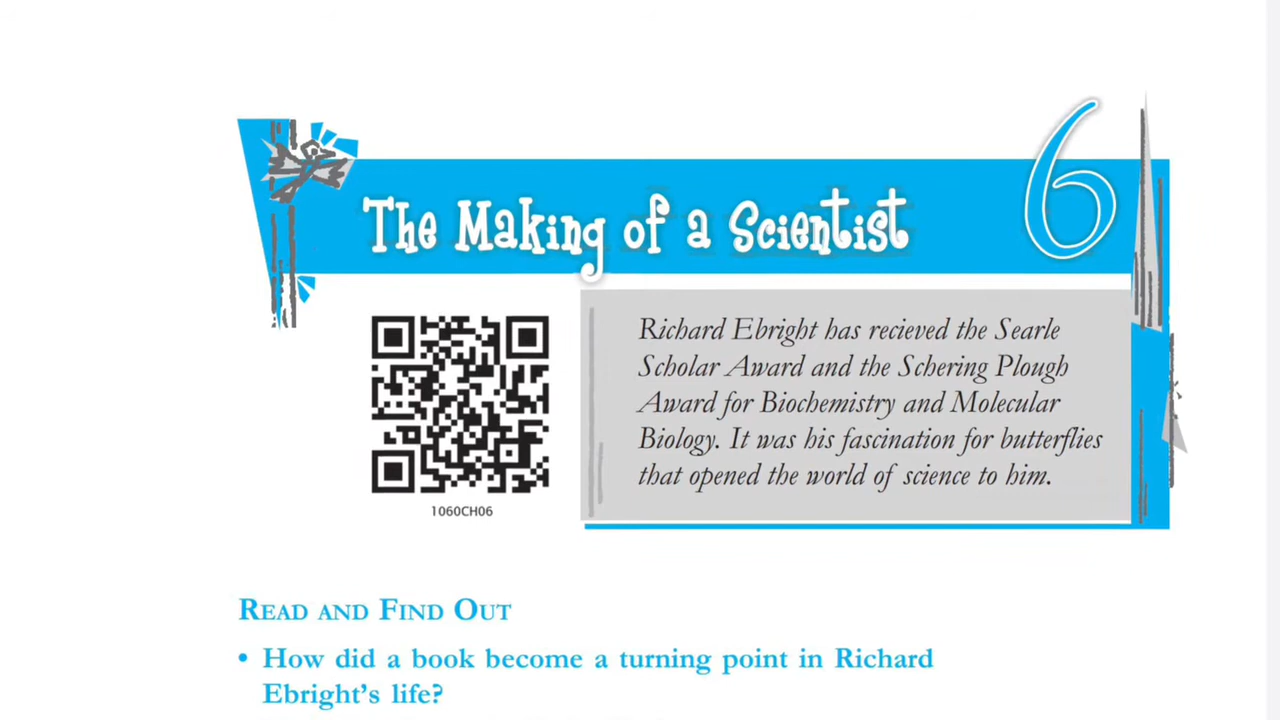 6
The Making of a Scientist
Richard Ebright has recieved the Searle
Scholar Award and the Schering Plough
Award for Biochemistry and Molecular
Biology. It was his fascination for butterflies
that opened the world of science to him.
1060CH06
READ AND FIND OUT
• How did a book become a turning point in Richard
Ebright's life?